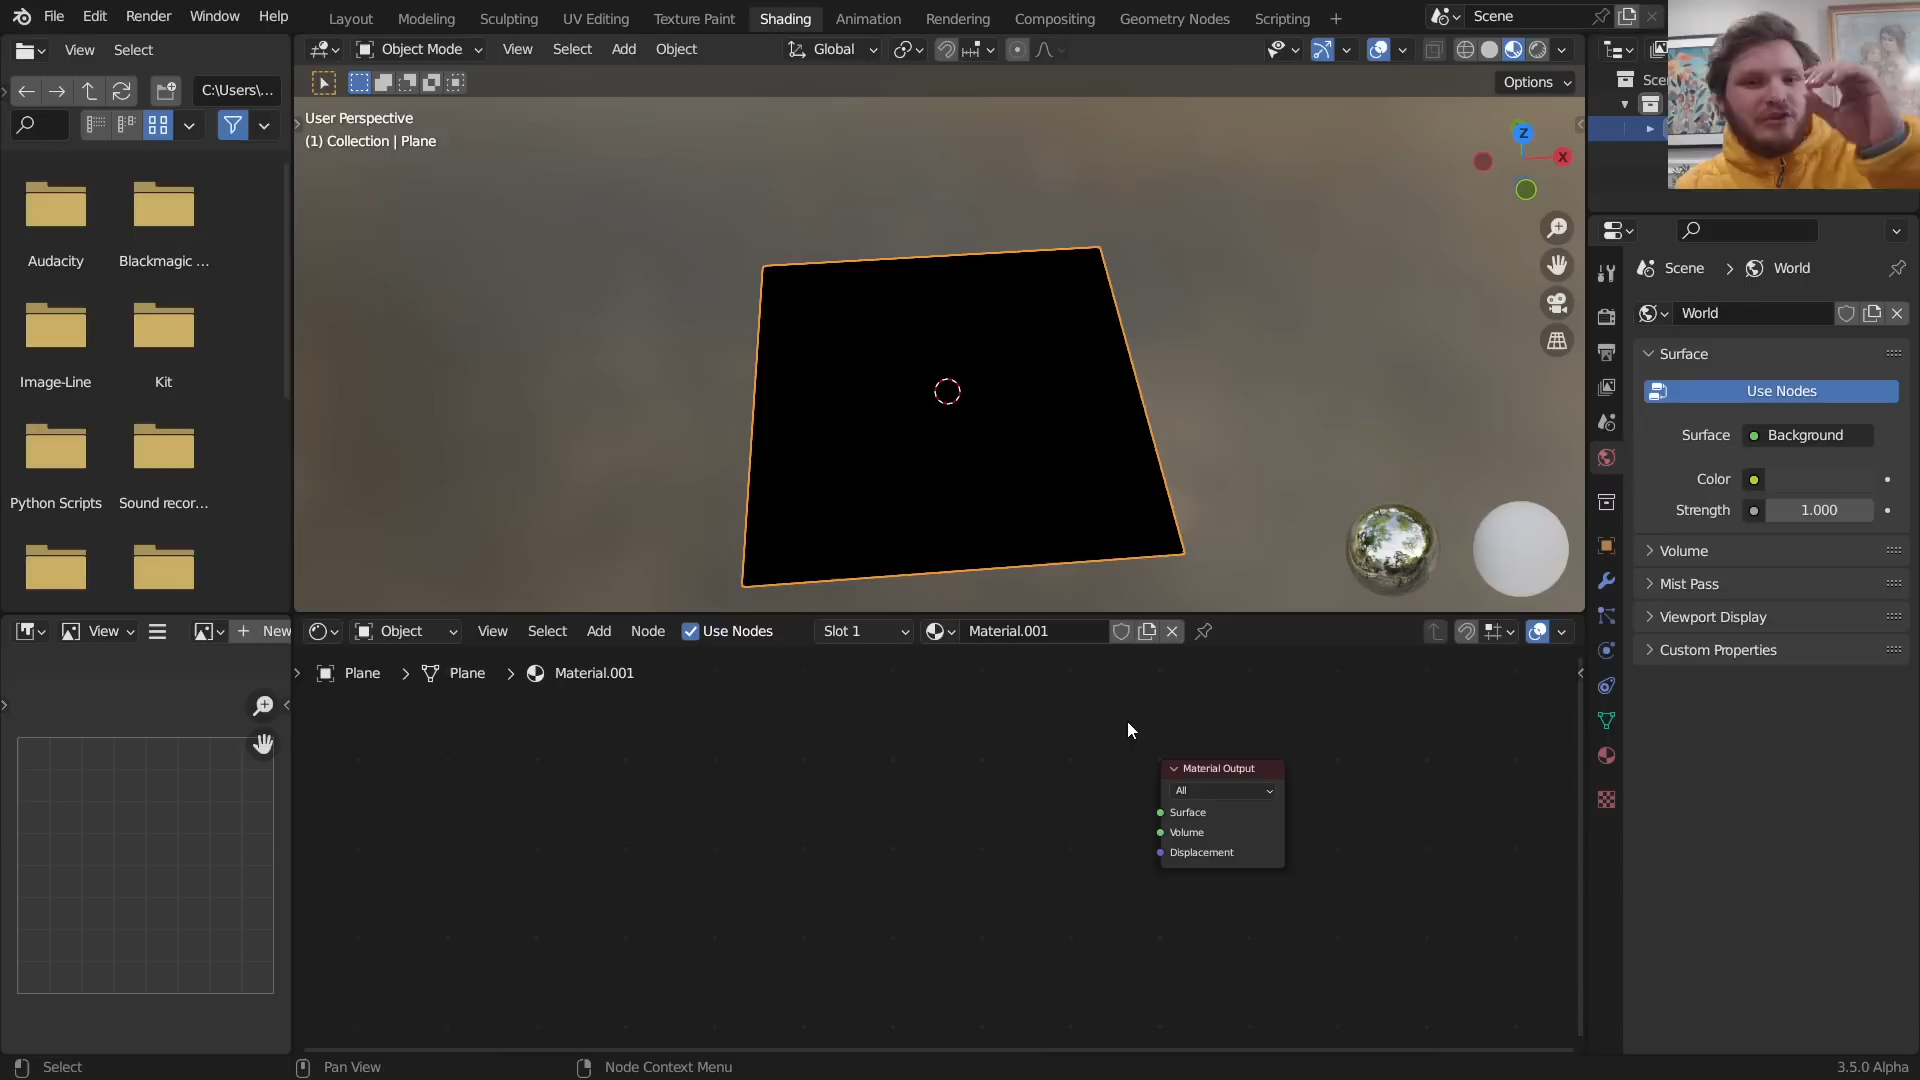 File Edit Render Window Help
Layout Modeling Sculpting UV Editing Texture Paint Shading Animation Rendering Compositing Geometry Nodes Scripting
Scene
View Select
Object Mode View Select Add Object
Global
C:\Users\...
Options
User Perspective
(1) Collection | Plane
Z
X
Audacity
Blackmagic ...
Image-Line
Kit
Python Scripts
Sound recor...
Scene World
World
Surface
Use Nodes
Surface Background
Color
Strength 1.000
Volume
Mist Pass
Viewport Display
Custom Properties
View
New
Object View Select Add Node Use Nodes Slot 1 Material.001
Plane Plane Material.001
Material Output
All
Surface
Volume
Displacement
Select
Pan View
Node Context Menu
3.5.0 Alpha